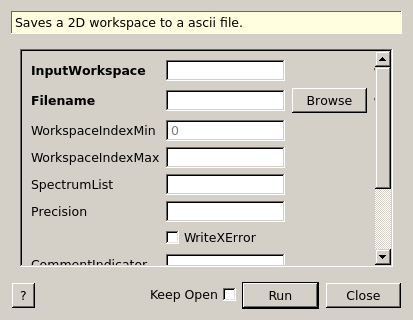 Saves a 2D workspace to a ascii file.
InputWorkspace
Filename
Browse
WorkspaceIndexMin
0
WorkspaceIndexMax
SpectrumList
Precision
WriteXError
CommentIndicator
?
Keep Open
Run
Close